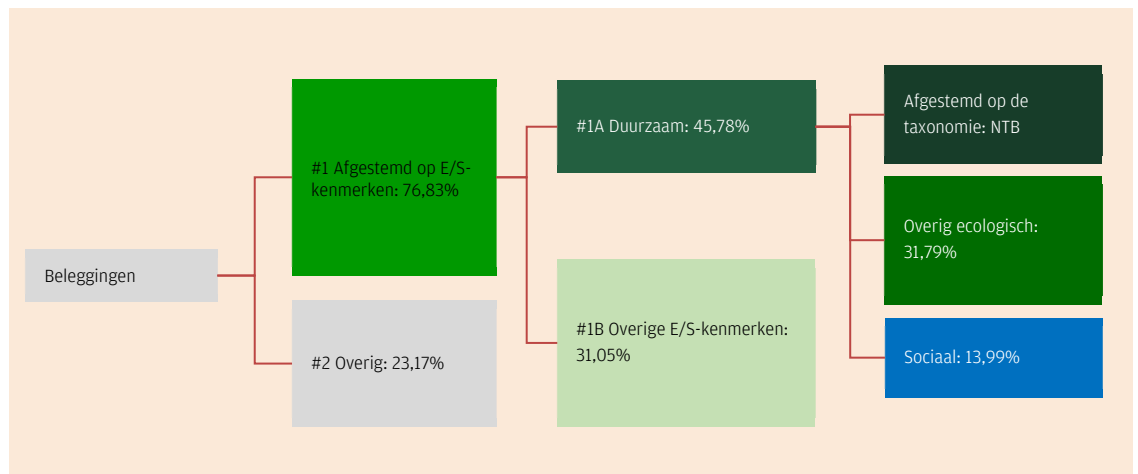 Beleggingen
#1 Afgestemd op E/S-
kenmerken: 76,83%
#2 Overig: 23,17%
#1A Duurzaam: 45,78%
#1B Overige E/S-kenmerken:
31,05%
Afgestemd op de
taxonomie: NTB
Overig ecologisch:
31,79%
Sociaal: 13,99%